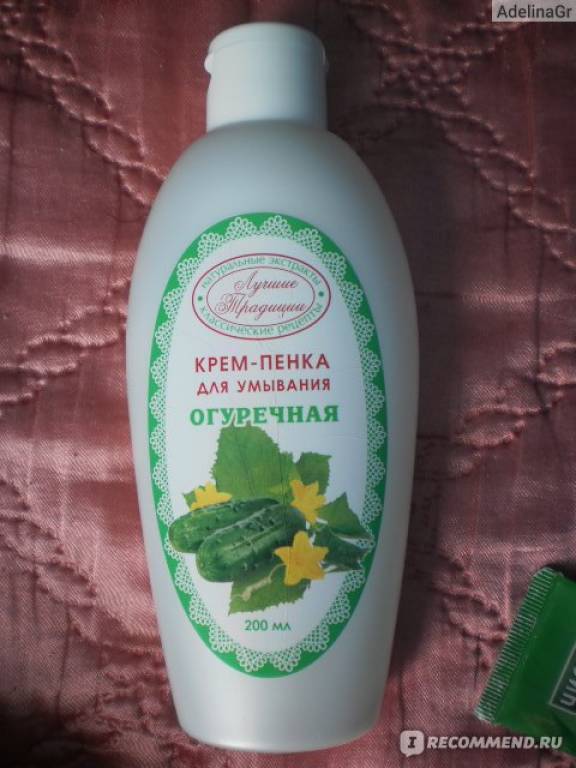 AdelinaGr
натуральные экстракты
Лучшие
Традиции
классические рецепты
КРЕМ-ПЕНКА
ДЛЯ УМЫВАНИЯ
ОГУРЕЧНАЯ
200 мл
I RECOMMEND.RU